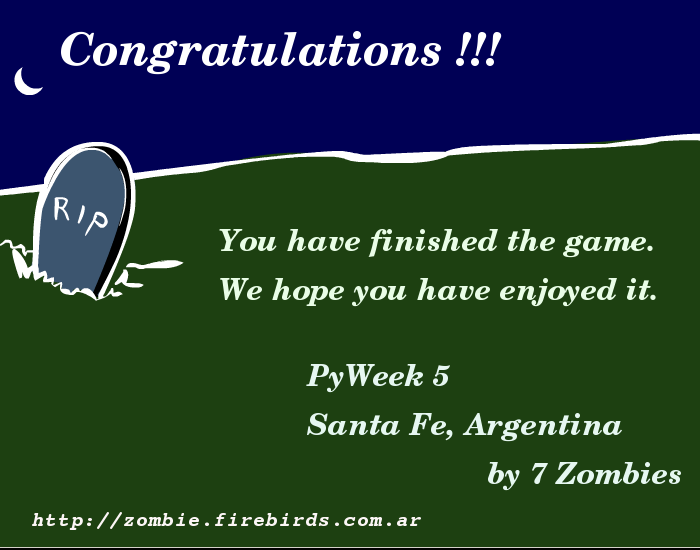 Congratulations !!!
RIP
You have finished the game.
We hope you have enjoyed it.
PyWeek 5
Santa Fe, Argentina
by 7 Zombies
http://zombie.firebirds.com.ar